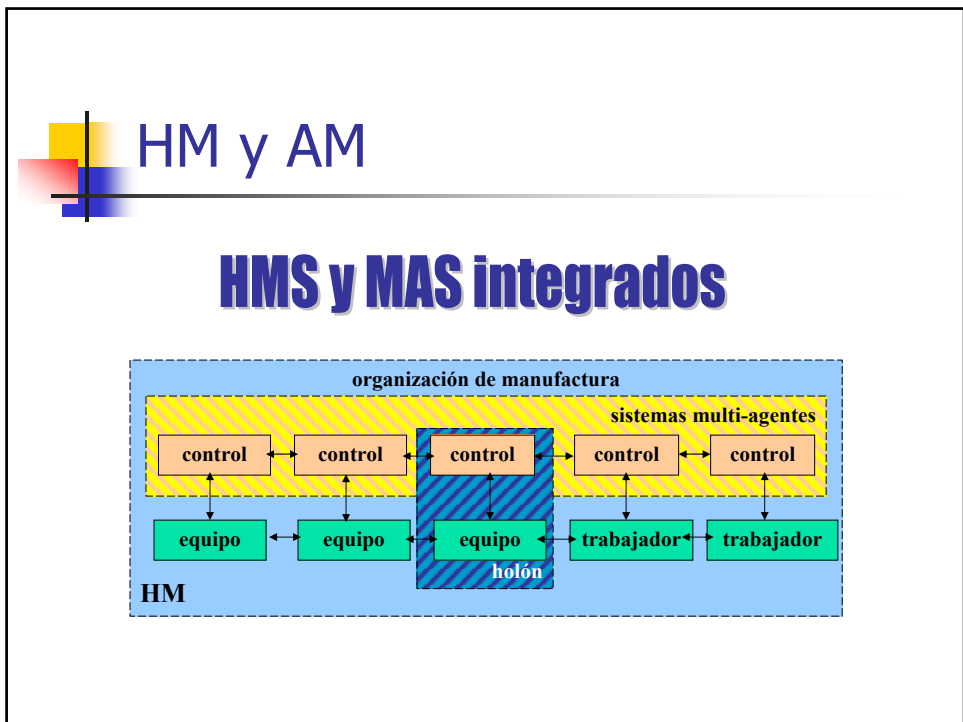 HM y AM
HMS y MAS integrados
organización de manufactura
sistemas multi-agentes
control control control control control
equipo equipo equipo trabajador trabajador
holón
HM